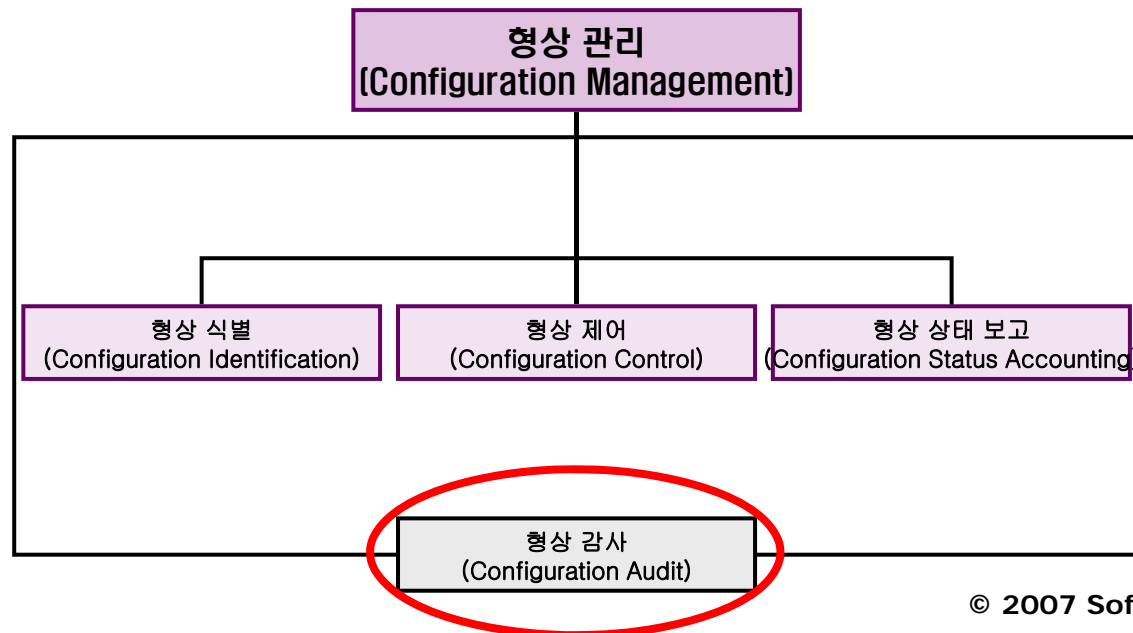 형상 관리
(Configuration Management)
형상 식별
(Configuration Identification)
형상 제어
(Configuration Control)
형상 상태 보고
(Configuration Status Accounting)
형상 감사
(Configuration Audit)
© 2007 Sof